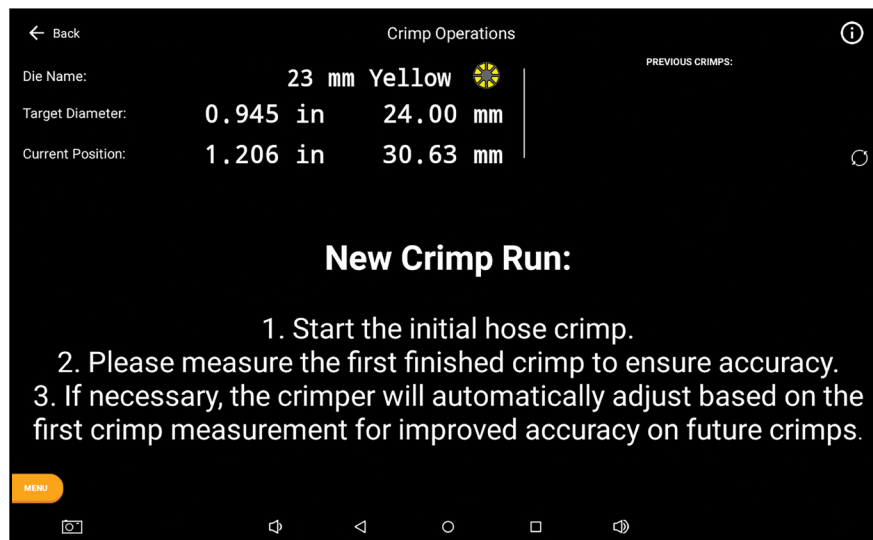 Back
Crimp Operations
Die Name:
23 mm Yellow
PREVIOUS CRIMPS:
Target Diameter:
0.945 in 24.00 mm
Current Position:
1.206 in 30.63 mm
New Crimp Run:
1. Start the initial hose crimp.
2. Please measure the first finished crimp to ensure accuracy.
3. If necessary, the crimper will automatically adjust based on the
first crimp measurement for improved accuracy on future crimps.
MENU